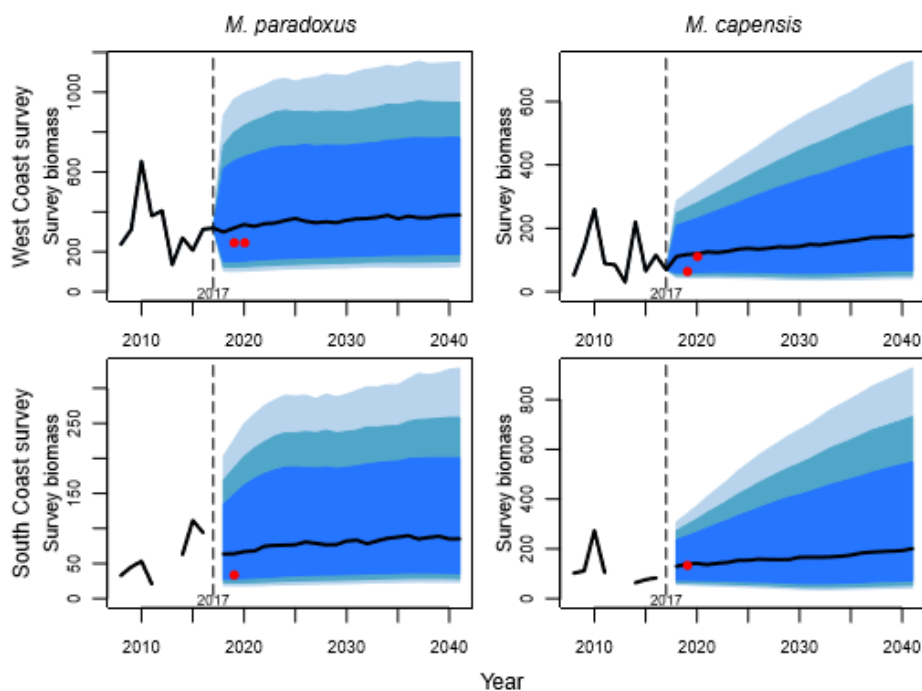 M. paradoxus
M. capensis
West Coast survey
Survey biomass
0 200 600 1000
2017
2010 2020 2030 2040
Survey biomass
0 200 400 600
2017
2010 2020 2030 2040
South Coast survey
Survey biomass
0 50 150 250
2017
2010 2020 2030 2040
Survey biomass
0 200 400 600 800
2017
2010 2020 2030 2040
Year